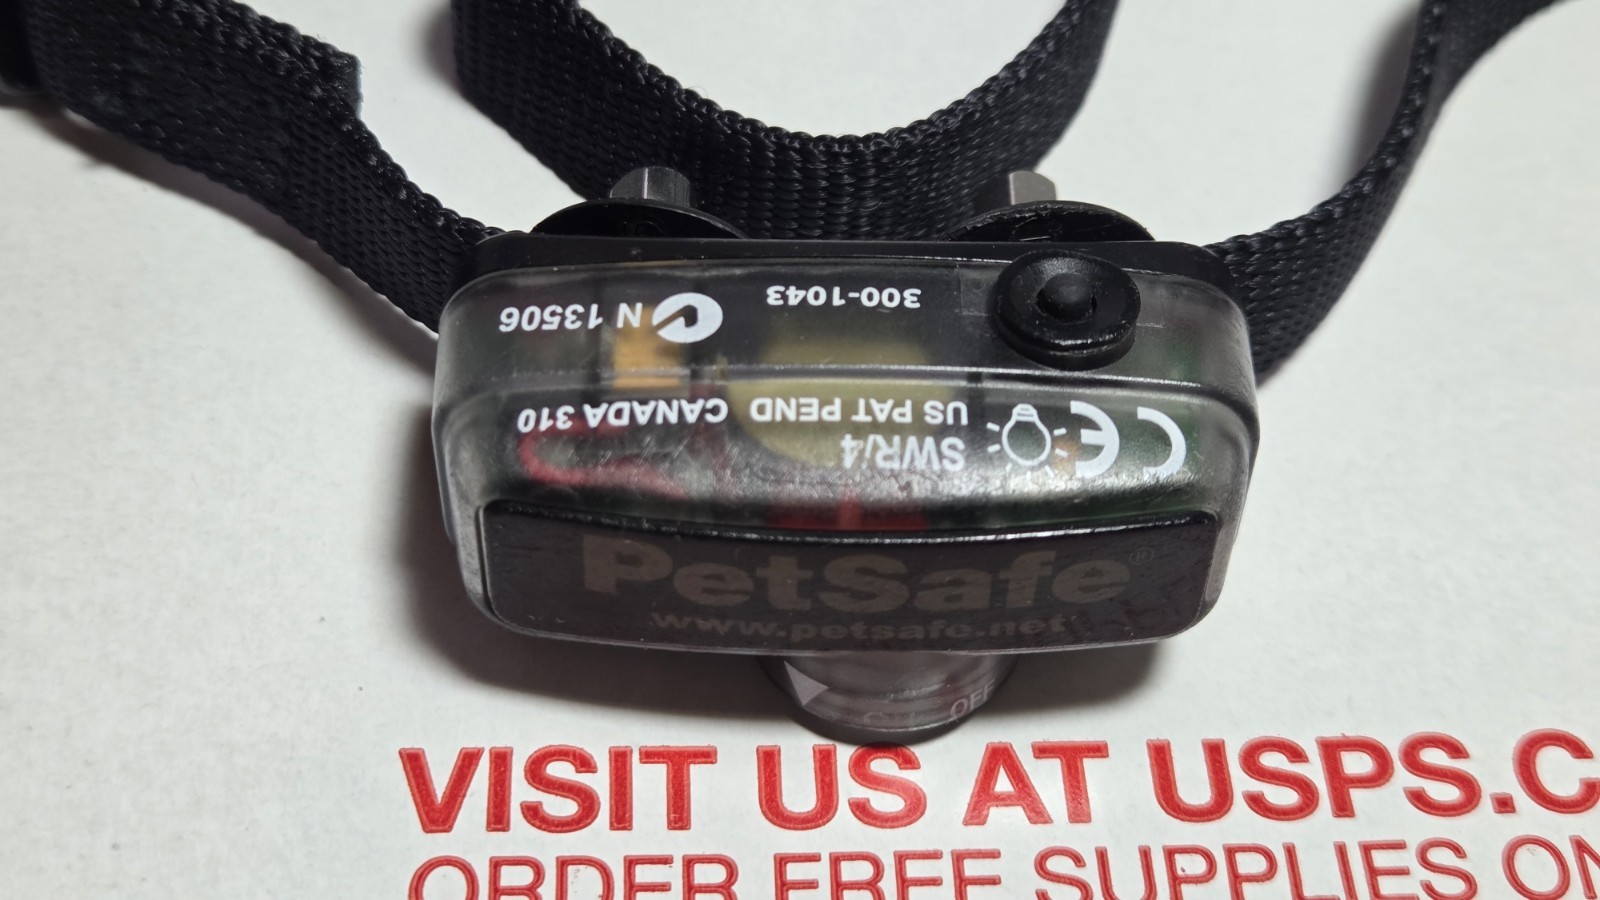 300-1043
N 13506
CE
SWR/4
US PAT PEND
CANADA 310
PetSafe®
www.petsafe.net
OFF
VISIT US AT USPS.C
ORDER FREE SUPPLIES ON